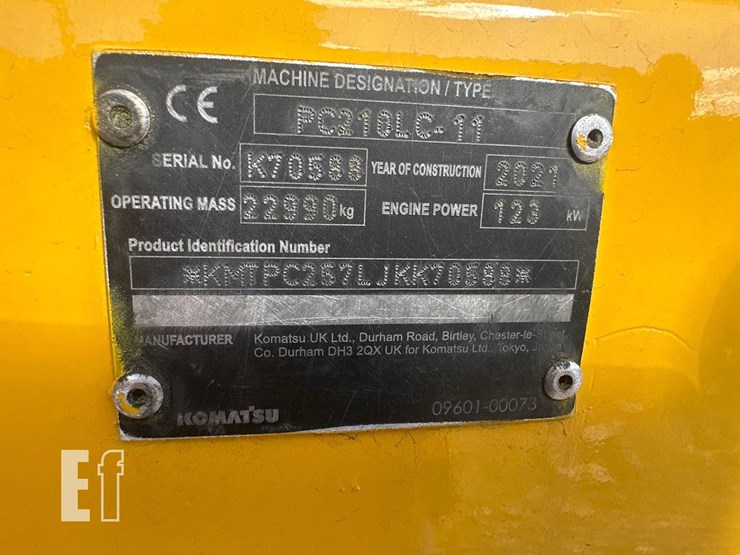 CE
MACHINE DESIGNATION / TYPE
PC210LC-11
SERIAL No. K70588 YEAR OF CONSTRUCTION 2021
OPERATING MASS 22990 kg ENGINE POWER 123 kW
Product Identification Number
*KMTPC257LJKK70588*
MANUFACTURER Komatsu UK Ltd., Durham Road, Birtley, Chester-le-Street
Co. Durham DH3 2QX UK for Komatsu Ltd., Tokyo,
KOMATSU 09601-00073
Ef